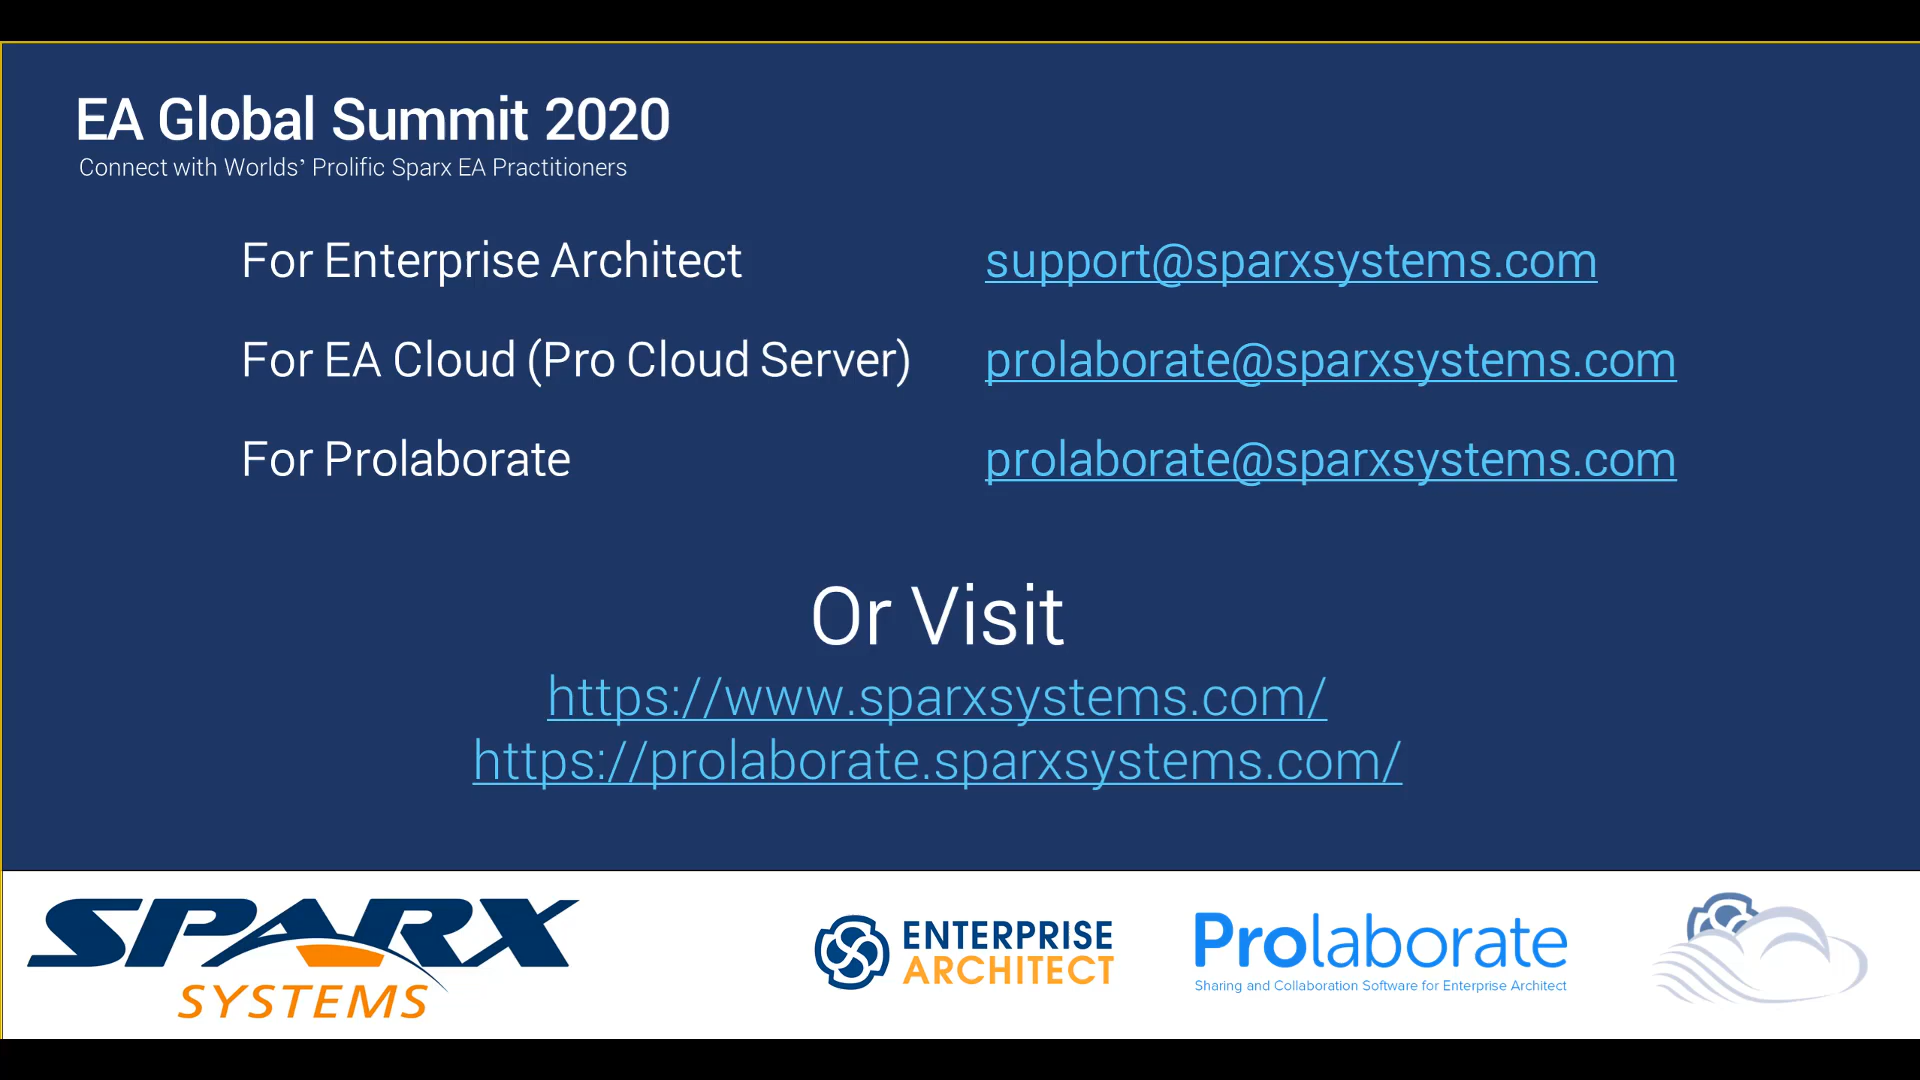 EA Global Summit 2020
Connect with Worlds’ Prolific Sparx EA Practitioners
For Enterprise Architect support@sparxsystems.com
For EA Cloud (Pro Cloud Server) prolaborate@sparxsystems.com
For Prolaborate prolaborate@sparxsystems.com
Or Visit
https://www.sparxsystems.com/
https://prolaborate.sparxsystems.com/
SPARX
SYSTEMS
ENTERPRISE
ARCHITECT
Prolaborate
Sharing and Collaboration Software for Enterprise Architect